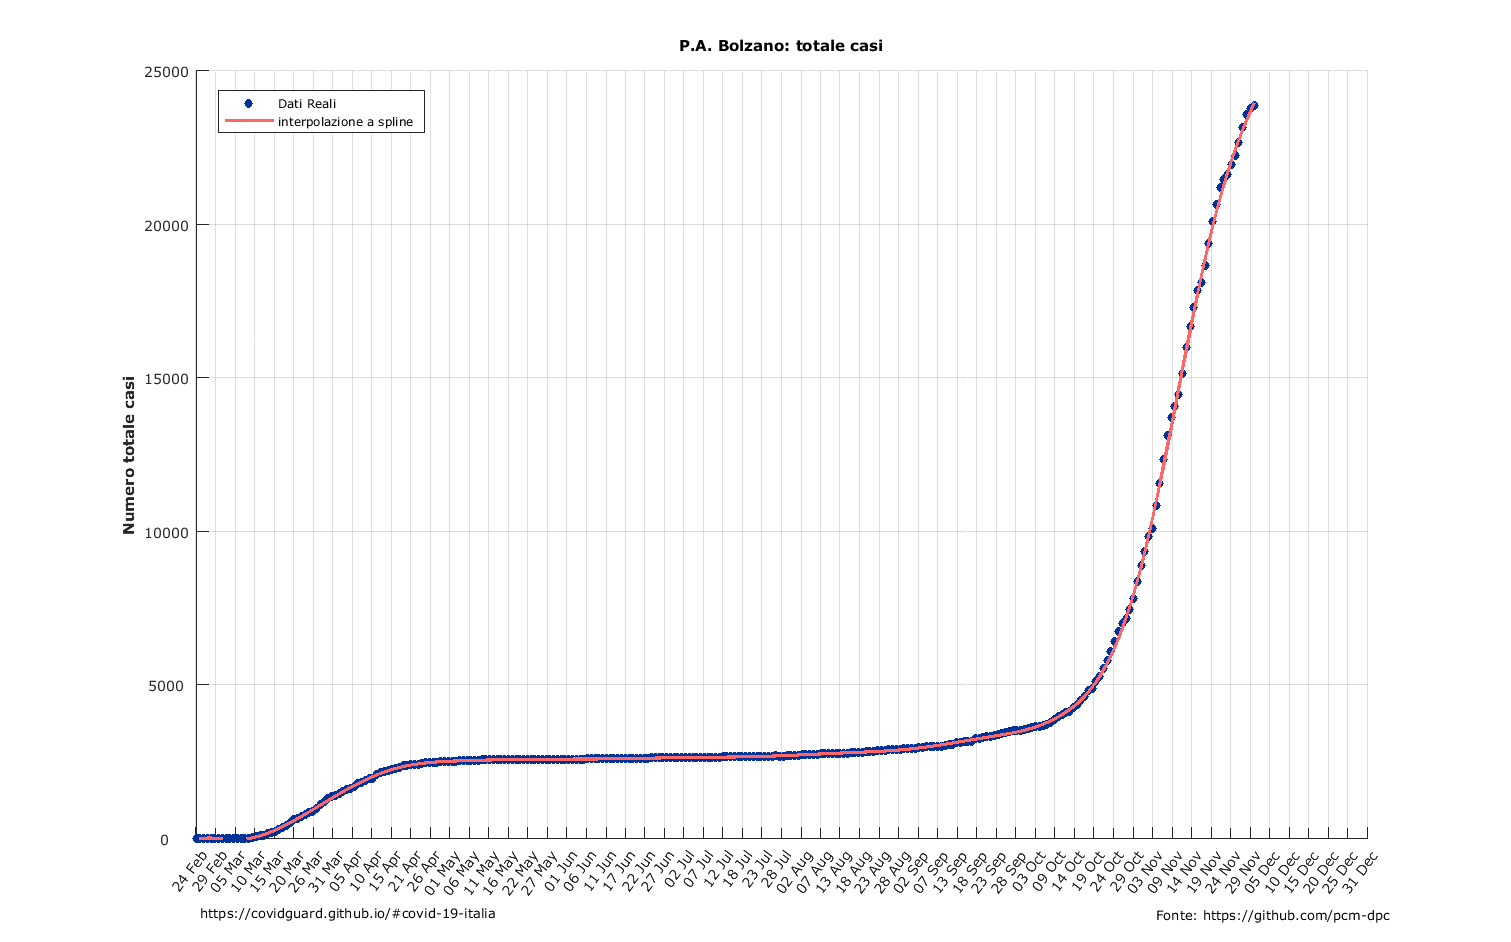 P.A. Bolzano: totale casi
25000
20000
15000
10000
5000
0
Numero totale casi
Dati Reali
interpolazione a spline
24 Feb
29 Feb
05 Mar
10 Mar
15 Mar
20 Mar
26 Mar
31 Mar
05 Apr
10 Apr
15 Apr
21 Apr
26 Apr
01 May
06 May
11 May
16 May
22 May
27 May
01 Jun
06 Jun
11 Jun
17 Jun
22 Jun
27 Jun
02 Jul
07 Jul
12 Jul
18 Jul
23 Jul
28 Jul
02 Aug
07 Aug
13 Aug
18 Aug
23 Aug
28 Aug
02 Sep
07 Sep
13 Sep
18 Sep
23 Sep
28 Sep
03 Oct
09 Oct
14 Oct
19 Oct
24 Oct
29 Oct
03 Nov
09 Nov
14 Nov
19 Nov
24 Nov
29 Nov
05 Dec
10 Dec
15 Dec
20 Dec
25 Dec
31 Dec
https://covidguard.github.io/#covid-19-italia
Fonte: https://github.com/pcm-dpc